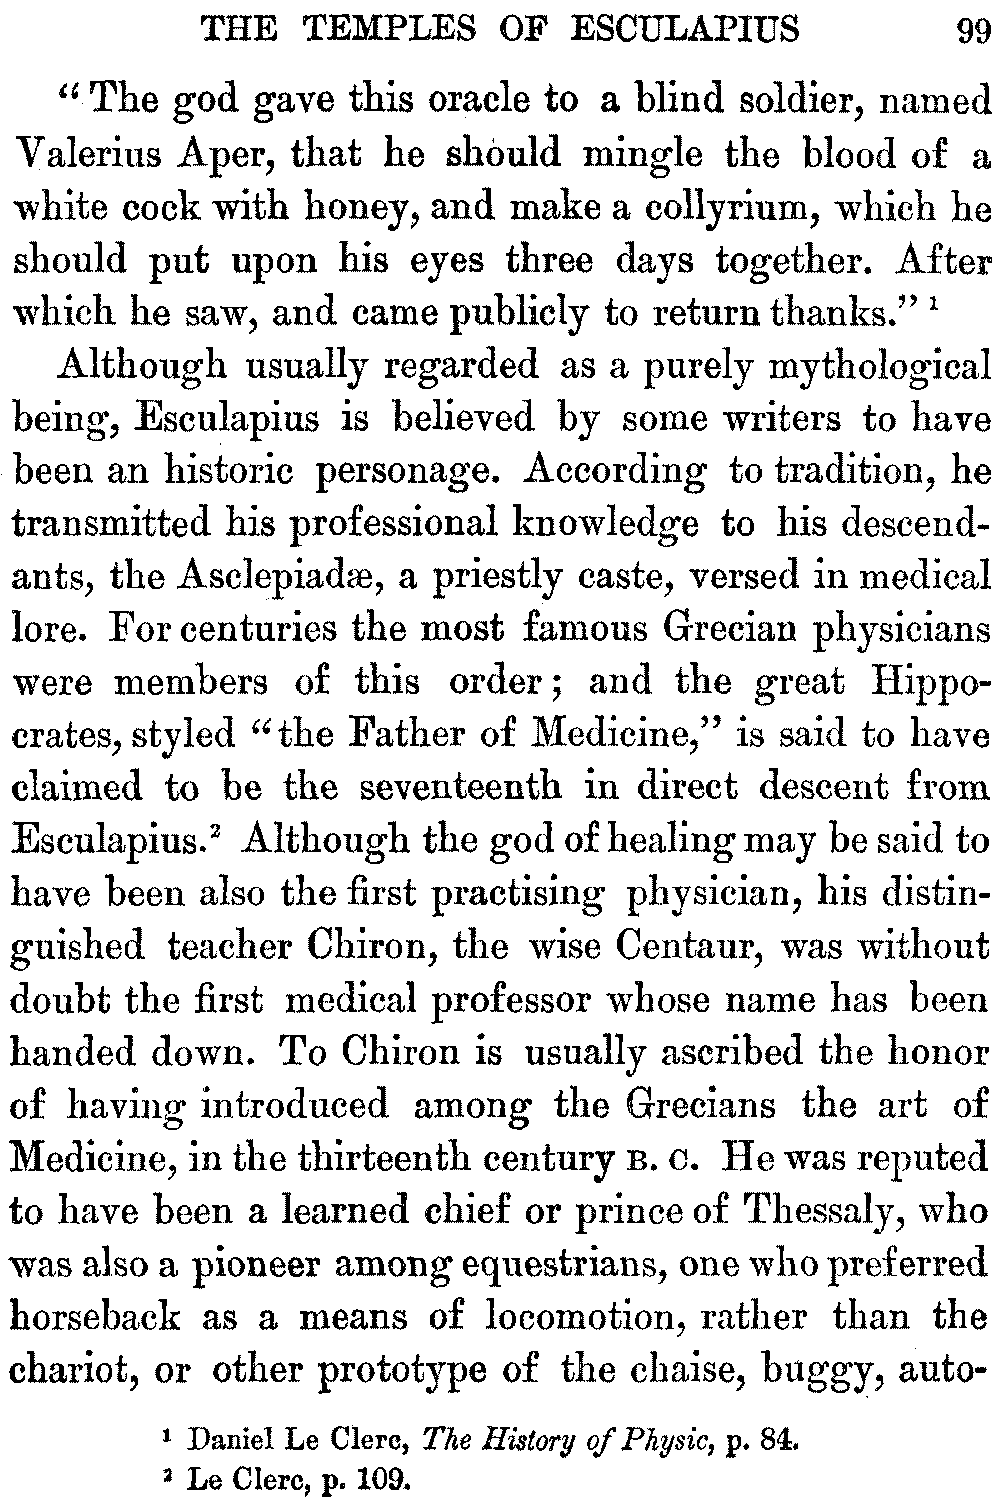 THE TEMPLES OF ESCULAPIUS 99
“The god gave this oracle to a blind soldier, named
Valerius Aper, that he should mingle the blood of a
white cock with honey, and make a collyrium, which he
should put upon his eyes three days together. After
which he saw, and came publicly to return thanks.” ¹
Although usually regarded as a purely mythological
being, Esculapius is believed by some writers to have
been an historic personage. According to tradition, he
transmitted his professional knowledge to his descend-
ants, the Asclepiadæ, a priestly caste, versed in medical
lore. For centuries the most famous Grecian physicians
were members of this order; and the great Hippo-
crates, styled “the Father of Medicine,” is said to have
claimed to be the seventeenth in direct descent from
Esculapius.² Although the god of healing may be said to
have been also the first practising physician, his distin-
guished teacher Chiron, the wise Centaur, was without
doubt the first medical professor whose name has been
handed down. To Chiron is usually ascribed the honor
of having introduced among the Grecians the art of
Medicine, in the thirteenth century B. C. He was reputed
to have been a learned chief or prince of Thessaly, who
was also a pioneer among equestrians, one who preferred
horseback as a means of locomotion, rather than the
chariot, or other prototype of the chaise, buggy, auto-
¹ Daniel Le Clerc, The History of Physic, p. 84.
² Le Clerc, p. 109.